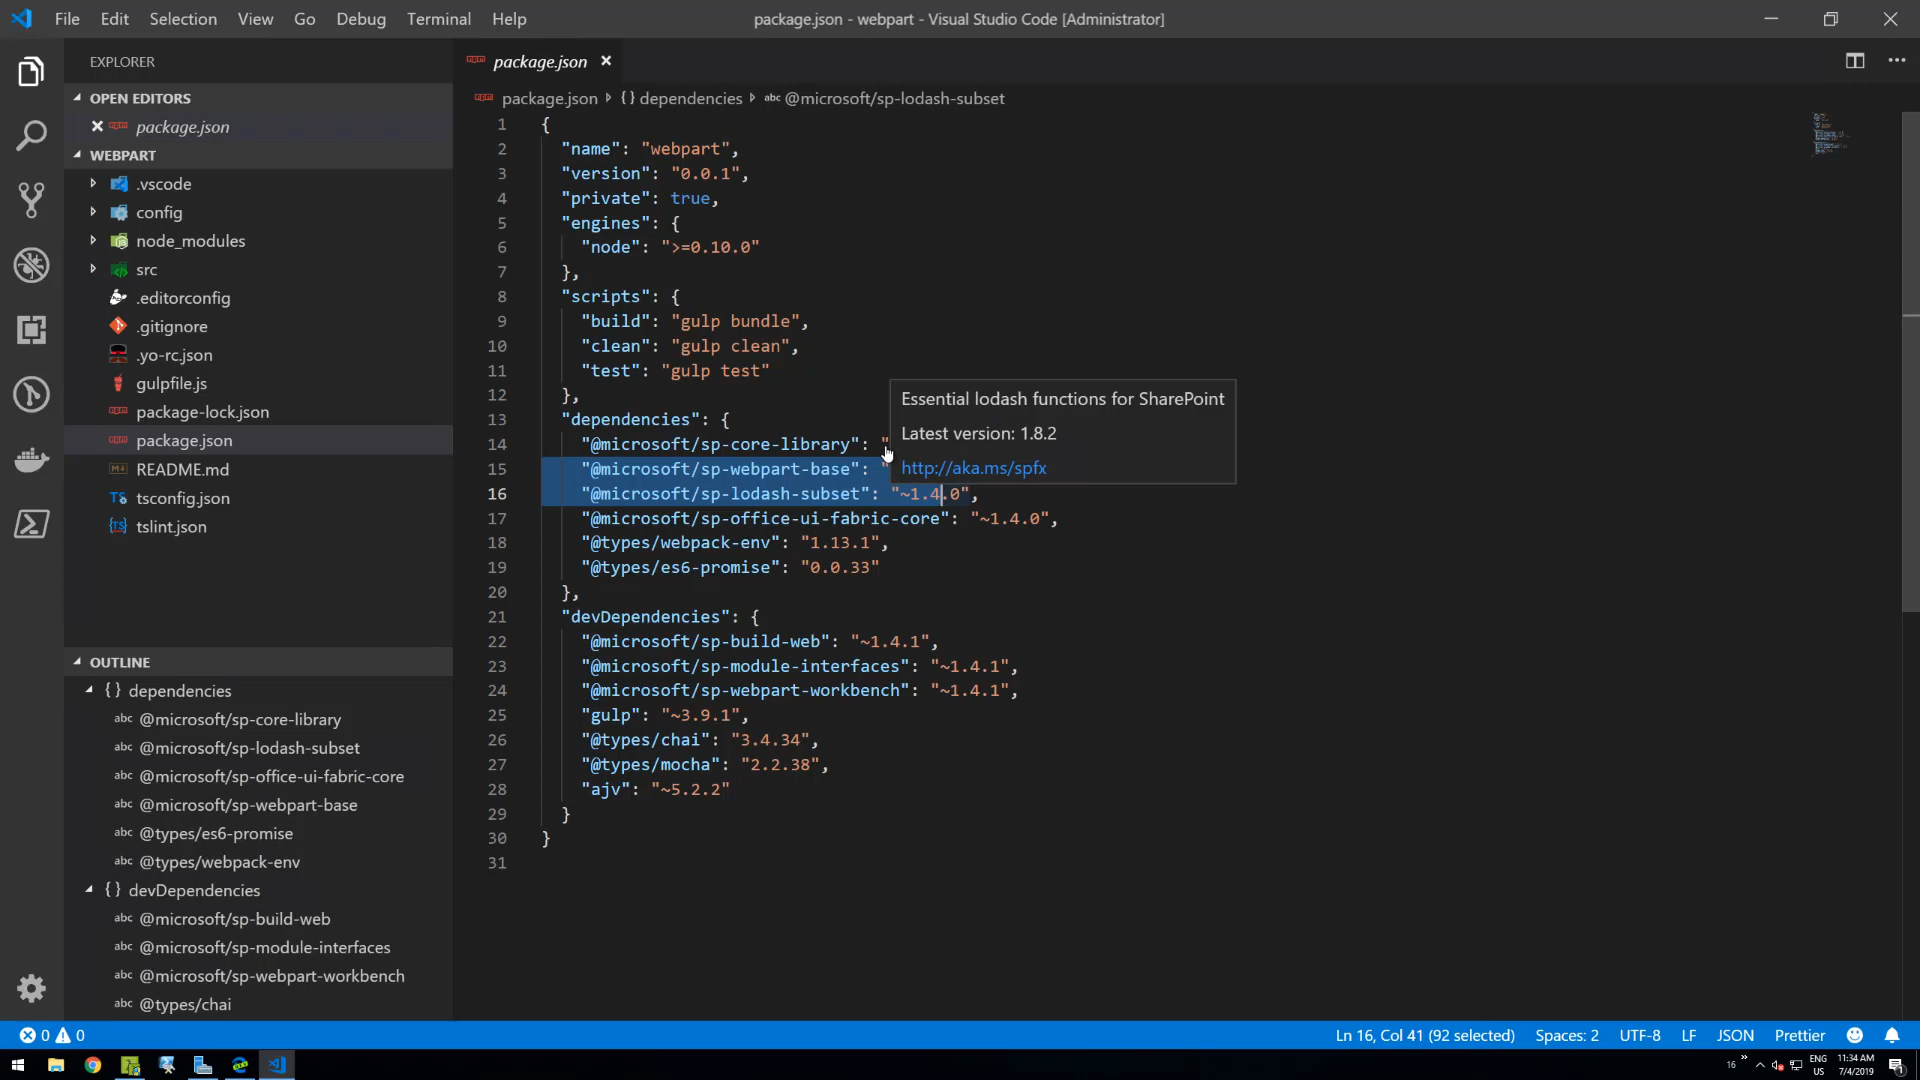 File Edit Selection View Go Debug Terminal Help
package.json - webpart - Visual Studio Code [Administrator]
EXPLORER
OPEN EDITORS
package.json
WEBPART
.vscode
config
node_modules
src
.editorconfig
.gitignore
.yo-rc.json
gulpfile.js
package-lock.json
package.json
README.md
tsconfig.json
tslint.json
OUTLINE
{} dependencies
abc @microsoft/sp-core-library
abc @microsoft/sp-lodash-subset
abc @microsoft/sp-office-ui-fabric-core
abc @microsoft/sp-webpart-base
abc @types/es6-promise
abc @types/webpack-env
{} devDependencies
abc @microsoft/sp-build-web
abc @microsoft/sp-module-interfaces
abc @microsoft/sp-webpart-workbench
abc @types/chai
package.json
package.json {} dependencies abc @microsoft/sp-lodash-subset
1 {
2 "name": "webpart",
3 "version": "0.0.1",
4 "private": true,
5 "engines": {
6 "node": ">=0.10.0"
7 },
8 "scripts": {
9 "build": "gulp bundle",
10 "clean": "gulp clean",
11 "test": "gulp test"
12 },
13 "dependencies": {
14 "@microsoft/sp-core-library": "
15 "@microsoft/sp-webpart-base": "
16 "@microsoft/sp-lodash-subset": "~1.4.0",
17 "@microsoft/sp-office-ui-fabric-core": "~1.4.0",
18 "@types/webpack-env": "1.13.1",
19 "@types/es6-promise": "0.0.33"
20 },
21 "devDependencies": {
22 "@microsoft/sp-build-web": "~1.4.1",
23 "@microsoft/sp-module-interfaces": "~1.4.1",
24 "@microsoft/sp-webpart-workbench": "~1.4.1",
25 "gulp": "~3.9.1",
26 "@types/chai": "3.4.34",
27 "@types/mocha": "2.2.38",
28 "ajv": "~5.2.2"
29 }
30 }
31
Essential lodash functions for SharePoint
Latest version: 1.8.2
http://aka.ms/spfx
0 0
Ln 16, Col 41 (92 selected) Spaces: 2 UTF-8 LF JSON Prettier
16
ENG
US
11:34 AM
7/4/2019